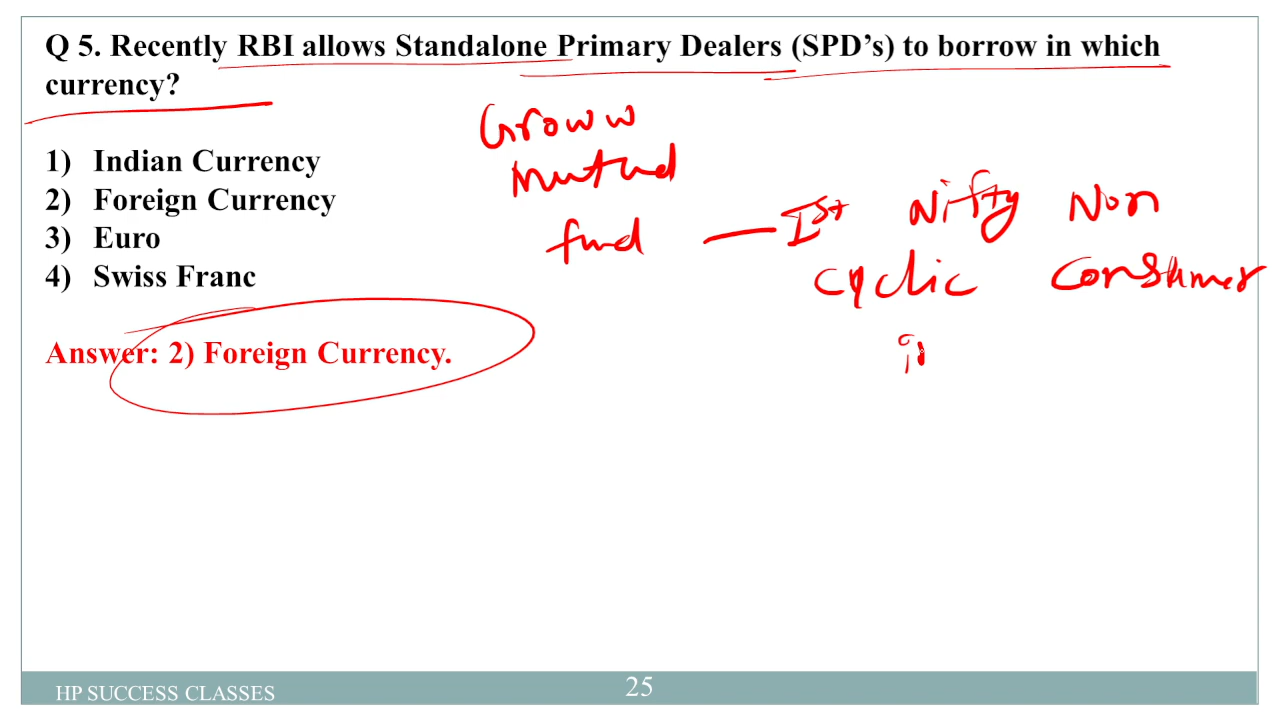 Q 5. Recently RBI allows Standalone Primary Dealers (SPD’s) to borrow in which
currency?
1) Indian Currency
2) Foreign Currency
3) Euro
4) Swiss Franc
Answer: 2) Foreign Currency.
Groww
Mutual
fund — Ist Nifty Non
cyclic Consumer
HP SUCCESS CLASSES
25